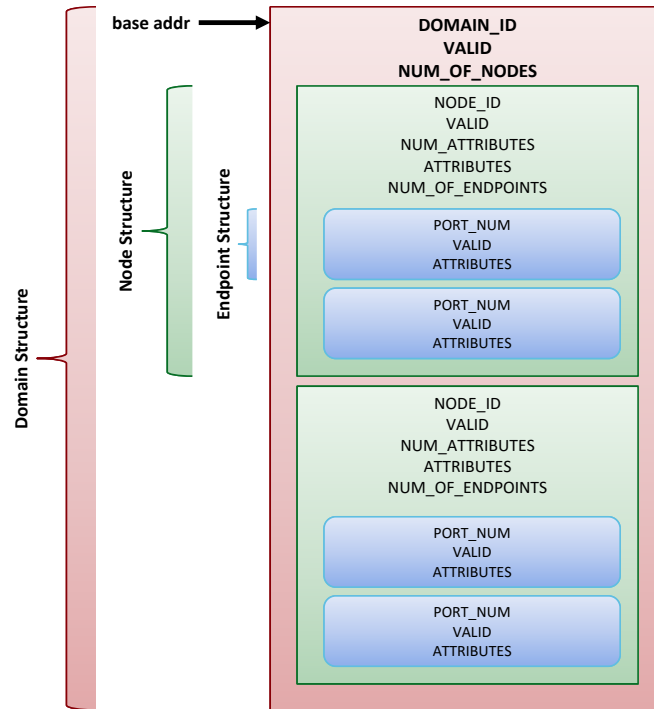 base addr
DOMAIN_ID
VALID
NUM_OF_NODES
NODE_ID
VALID
NUM_ATTRIBUTES
ATTRIBUTES
NUM_OF_ENDPOINTS
PORT_NUM
VALID
ATTRIBUTES
PORT_NUM
VALID
ATTRIBUTES
NODE_ID
VALID
NUM_ATTRIBUTES
ATTRIBUTES
NUM_OF_ENDPOINTS
PORT_NUM
VALID
ATTRIBUTES
PORT_NUM
VALID
ATTRIBUTES
Domain Structure
Node Structure
Endpoint Structure